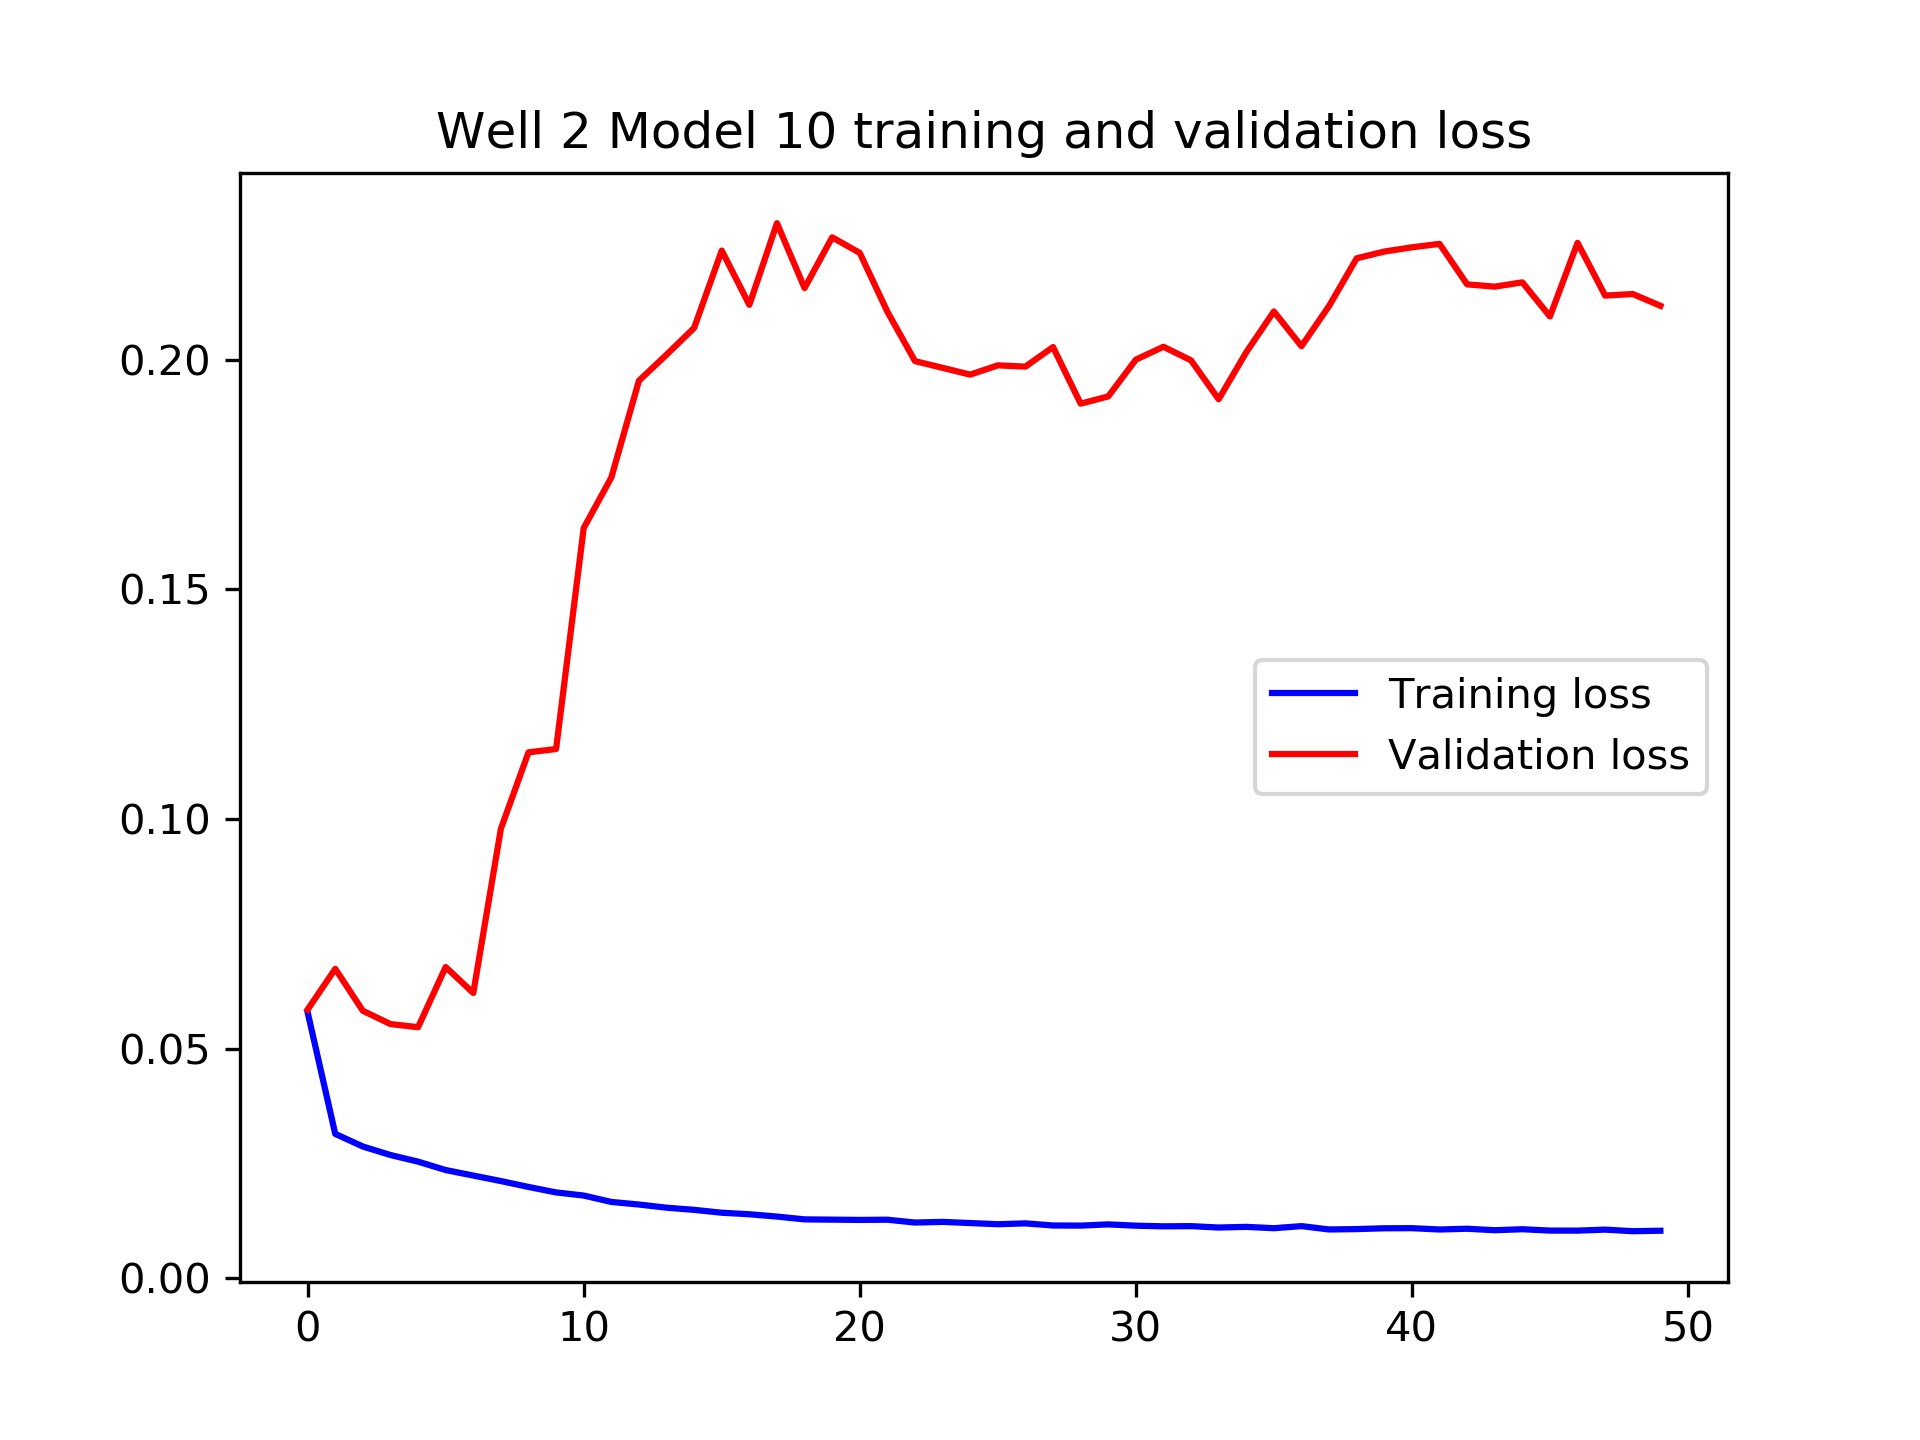 Well 2 Model 10 training and validation loss
0.20
0.15
0.10
0.05
0.00
Training loss
Validation loss
0 10 20 30 40 50